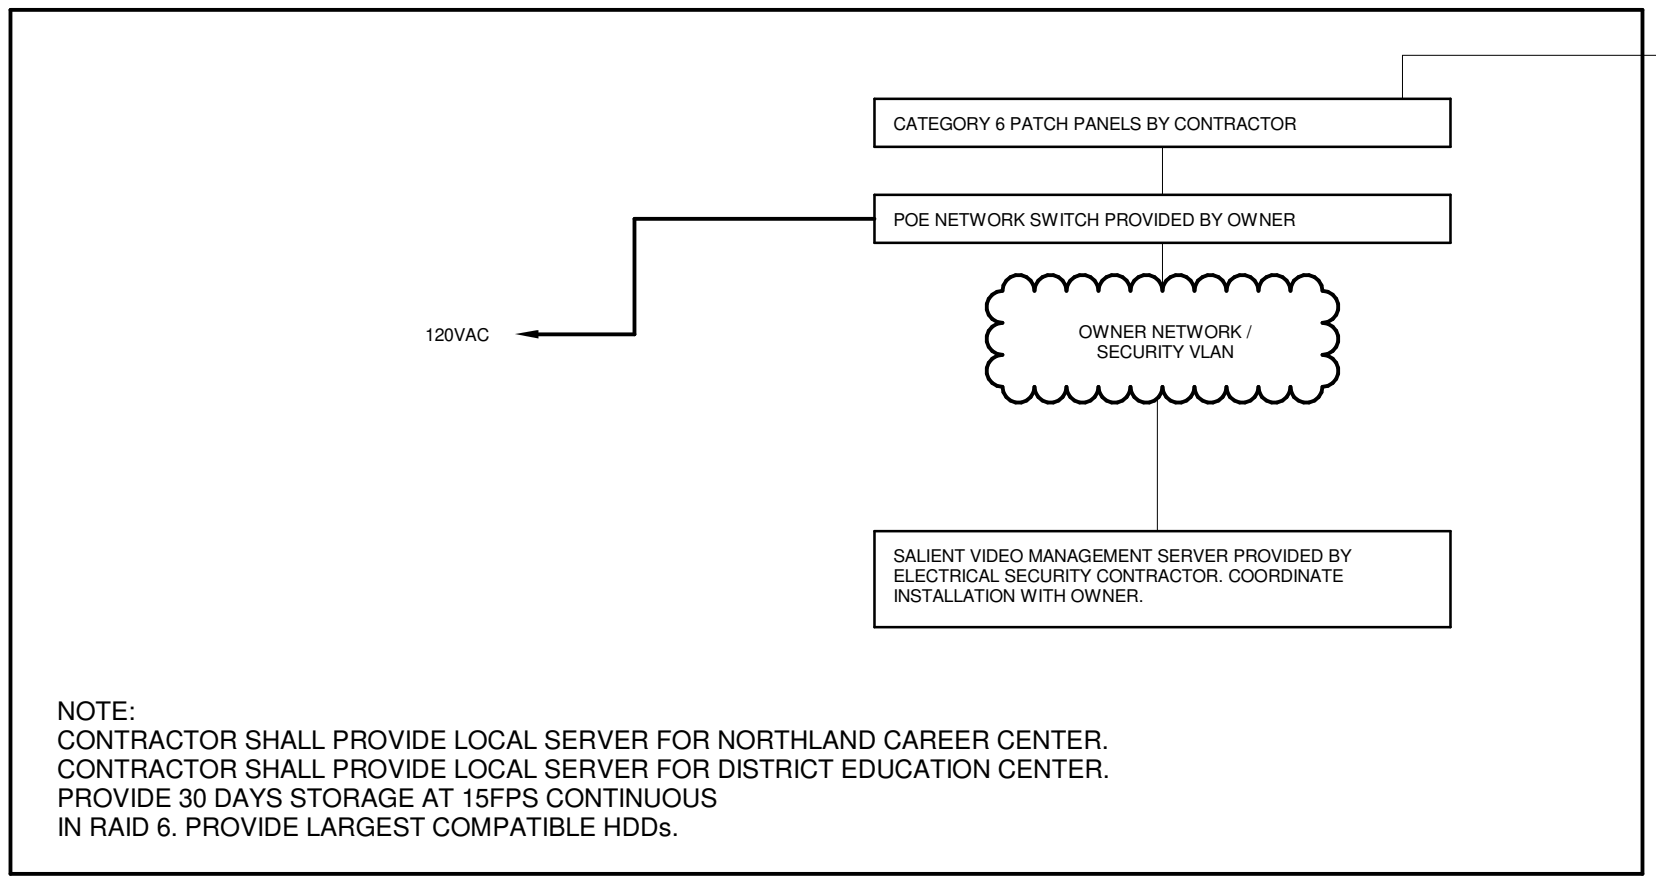 CATEGORY 6 PATCH PANELS BY CONTRACTOR
POE NETWORK SWITCH PROVIDED BY OWNER
120VAC
OWNER NETWORK /
SECURITY VLAN
SALIENT VIDEO MANAGEMENT SERVER PROVIDED BY
ELECTRICAL SECURITY CONTRACTOR. COORDINATE
INSTALLATION WITH OWNER.
NOTE:
CONTRACTOR SHALL PROVIDE LOCAL SERVER FOR NORTHLAND CAREER CENTER.
CONTRACTOR SHALL PROVIDE LOCAL SERVER FOR DISTRICT EDUCATION CENTER.
PROVIDE 30 DAYS STORAGE AT 15FPS CONTINUOUS
IN RAID 6. PROVIDE LARGEST COMPATIBLE HDDs.